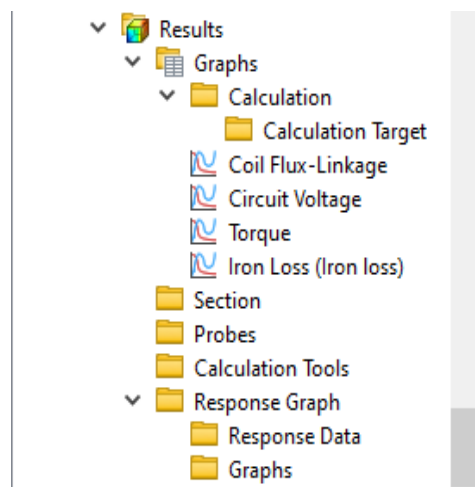 Results
Graphs
Calculation
Calculation Target
Coil Flux-Linkage
Circuit Voltage
Torque
Iron Loss (Iron loss)
Section
Probes
Calculation Tools
Response Graph
Response Data
Graphs